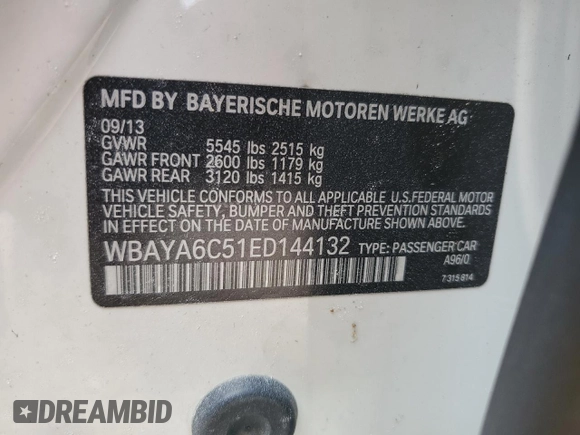 MFD BY BAYERISCHE MOTOREN WERKE AG
09/13
GVWR 5545 lbs 2515 kg
GAWR FRONT 2600 lbs 1179 kg
GAWR REAR 3120 lbs 1415 kg
THIS VEHICLE CONFORMS TO ALL APPLICABLE U.S.FEDERAL MOTOR
VEHICLE SAFETY, BUMPER AND THEFT PREVENTION STANDARDS
IN EFFECT ON THE DATE OF MANUFACTURE SHOWN ABOVE.
WBAYA6C51ED144132 TYPE: PASSENGER CAR
A96/0
7 315 814
DREAMBID